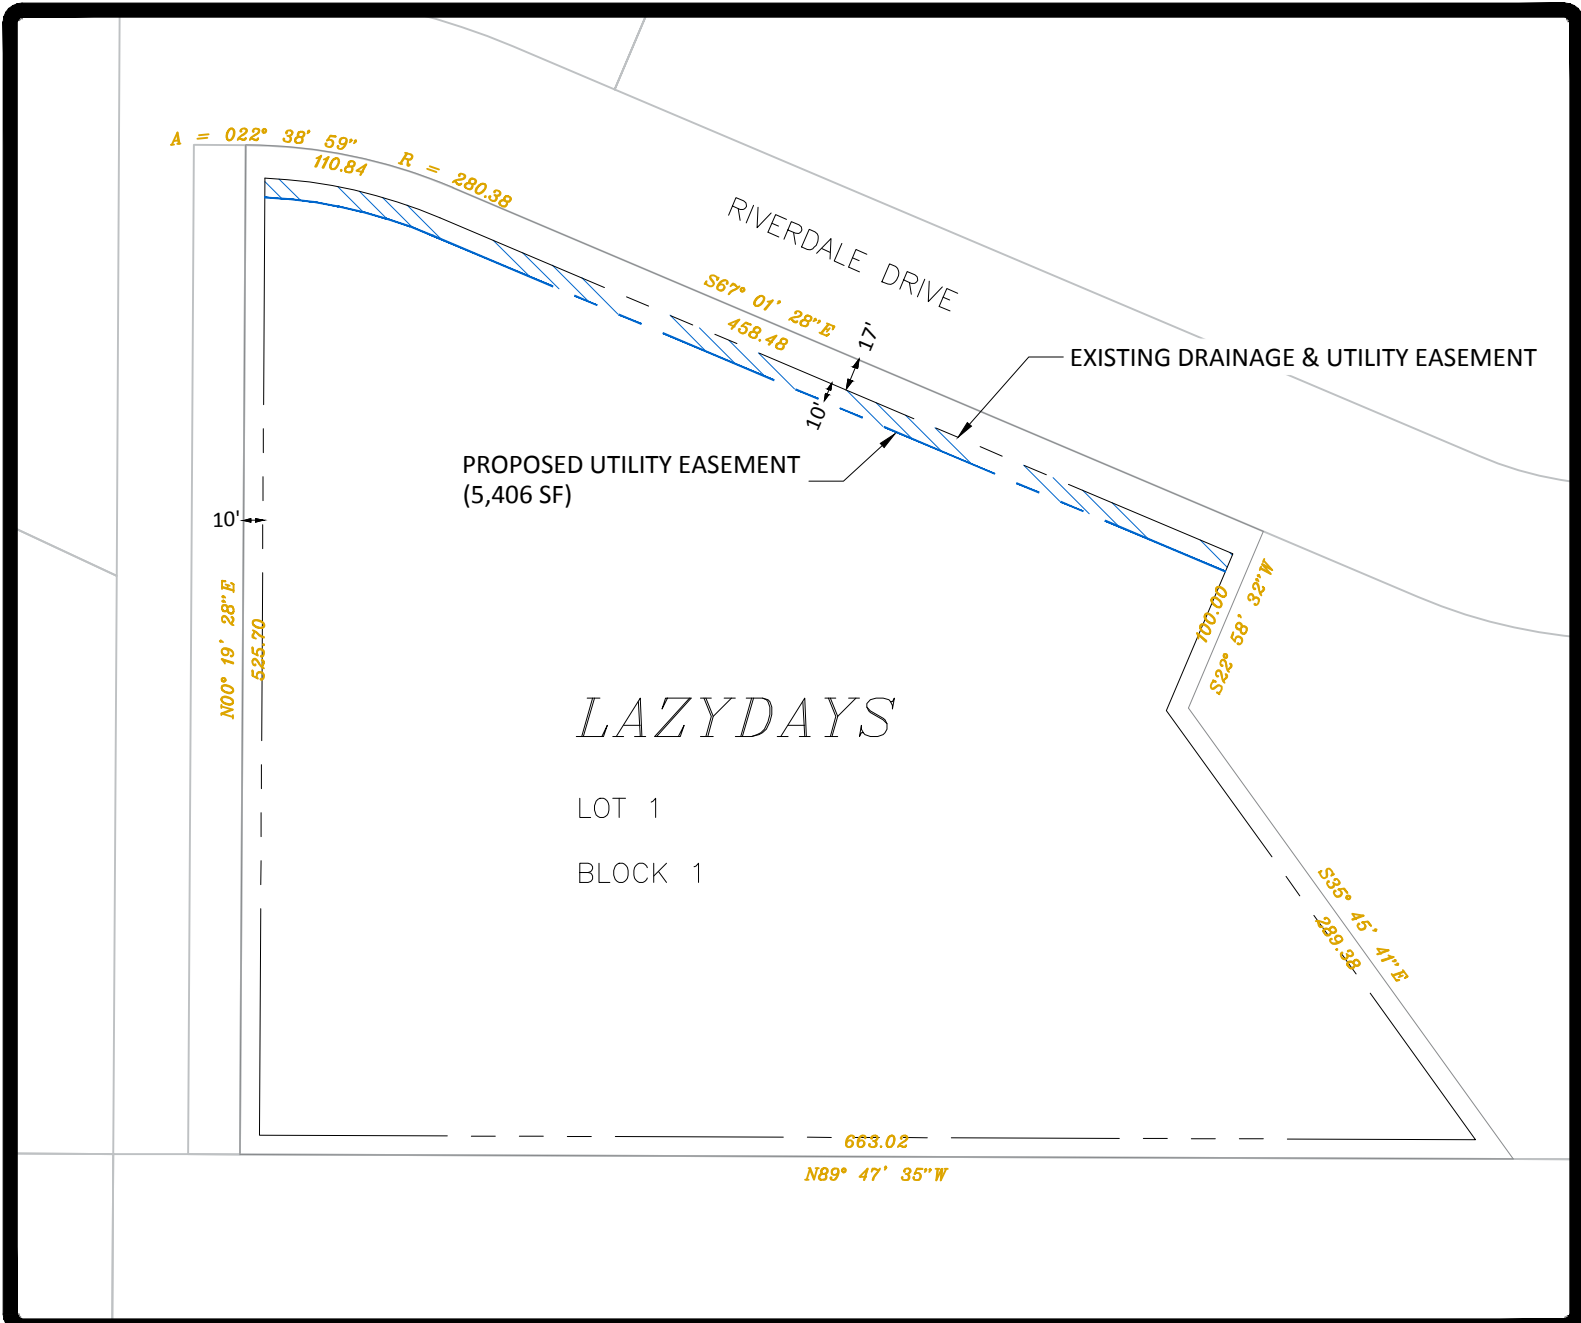 A = 022° 38' 59"
110.84
R = 280.38
RIVERDALE DRIVE
S67° 01' 28"E
458.48
17'
10'
EXISTING DRAINAGE & UTILITY EASEMENT
PROPOSED UTILITY EASEMENT
(5,406 SF)
10'
N00° 19' 28"E
525.70
100.00
S22° 58' 32"W
LAZYDAYS
LOT 1
BLOCK 1
S35° 45' 41"E
289.38
663.02
N89° 47' 35"W